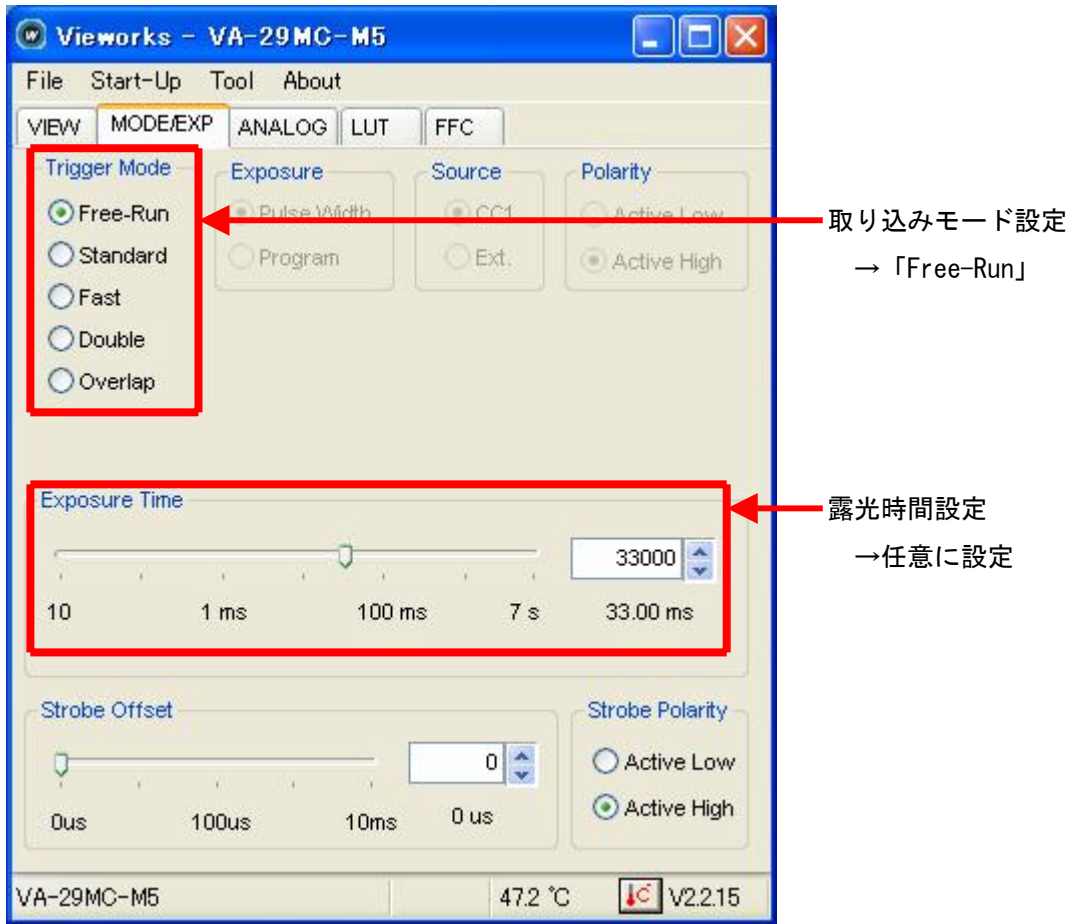 Vieworks - VA-29MC-M5
File Start-Up Tool About
VIEW MODE/EXP ANALOG LUT FFC
Trigger Mode
Free-Run
Standard
Fast
Double
Overlap
Exposure
Pulse Width
Program
Source
CC1
Ext.
Polarity
Active Low
Active High
取り込みモード設定
→「Free-Run」
Exposure Time
33000
10 1 ms 100 ms 7 s 33.00 ms
露光時間設定
→任意に設定
Strobe Offset
0
0us 100us 10ms 0 us
Strobe Polarity
Active Low
Active High
VA-29MC-M5 47.2 ℃ V2.2.15